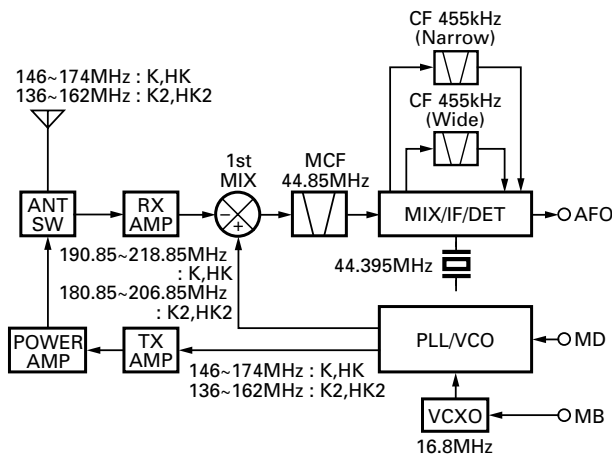 CF 455kHz
(Narrow)
146~174MHz : K,HK
136~162MHz : K2,HK2
CF 455kHz
(Wide)
1st
MIX
MCF
44.85MHz
ANT
SW
RX
AMP
−
+
MIX/IF/DET
AFO
190.85~218.85MHz
: K,HK
180.85~206.85MHz
: K2,HK2
44.395MHz
POWER
AMP
TX
AMP
PLL/VCO
MD
146~174MHz : K,HK
136~162MHz : K2,HK2
VCXO
MB
16.8MHz